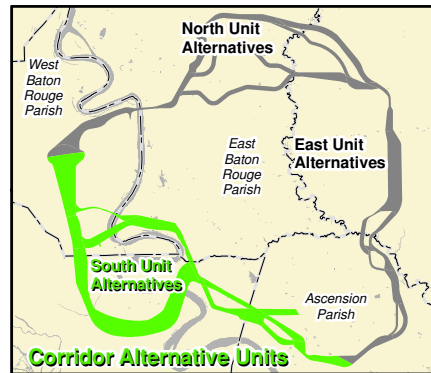 North Unit
Alternatives
West
Baton
Rouge
Parish
East
Baton
Rouge
Parish
East Unit
Alternatives
South Unit
Alternatives
Ascension
Parish
Corridor Alternative Units